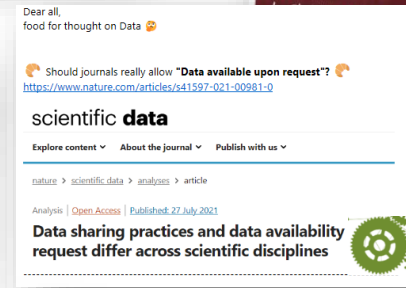 Dear all,
food for thought on Data 🤔
🥐 Should journals really allow "Data available upon request"? 🥐
https://www.nature.com/articles/s41597-021-00981-0
scientific data
Explore content About the journal Publish with us
nature > scientific data > analyses > article
Analysis | Open Access | Published: 27 July 2021
Data sharing practices and data availability
request differ across scientific disciplines